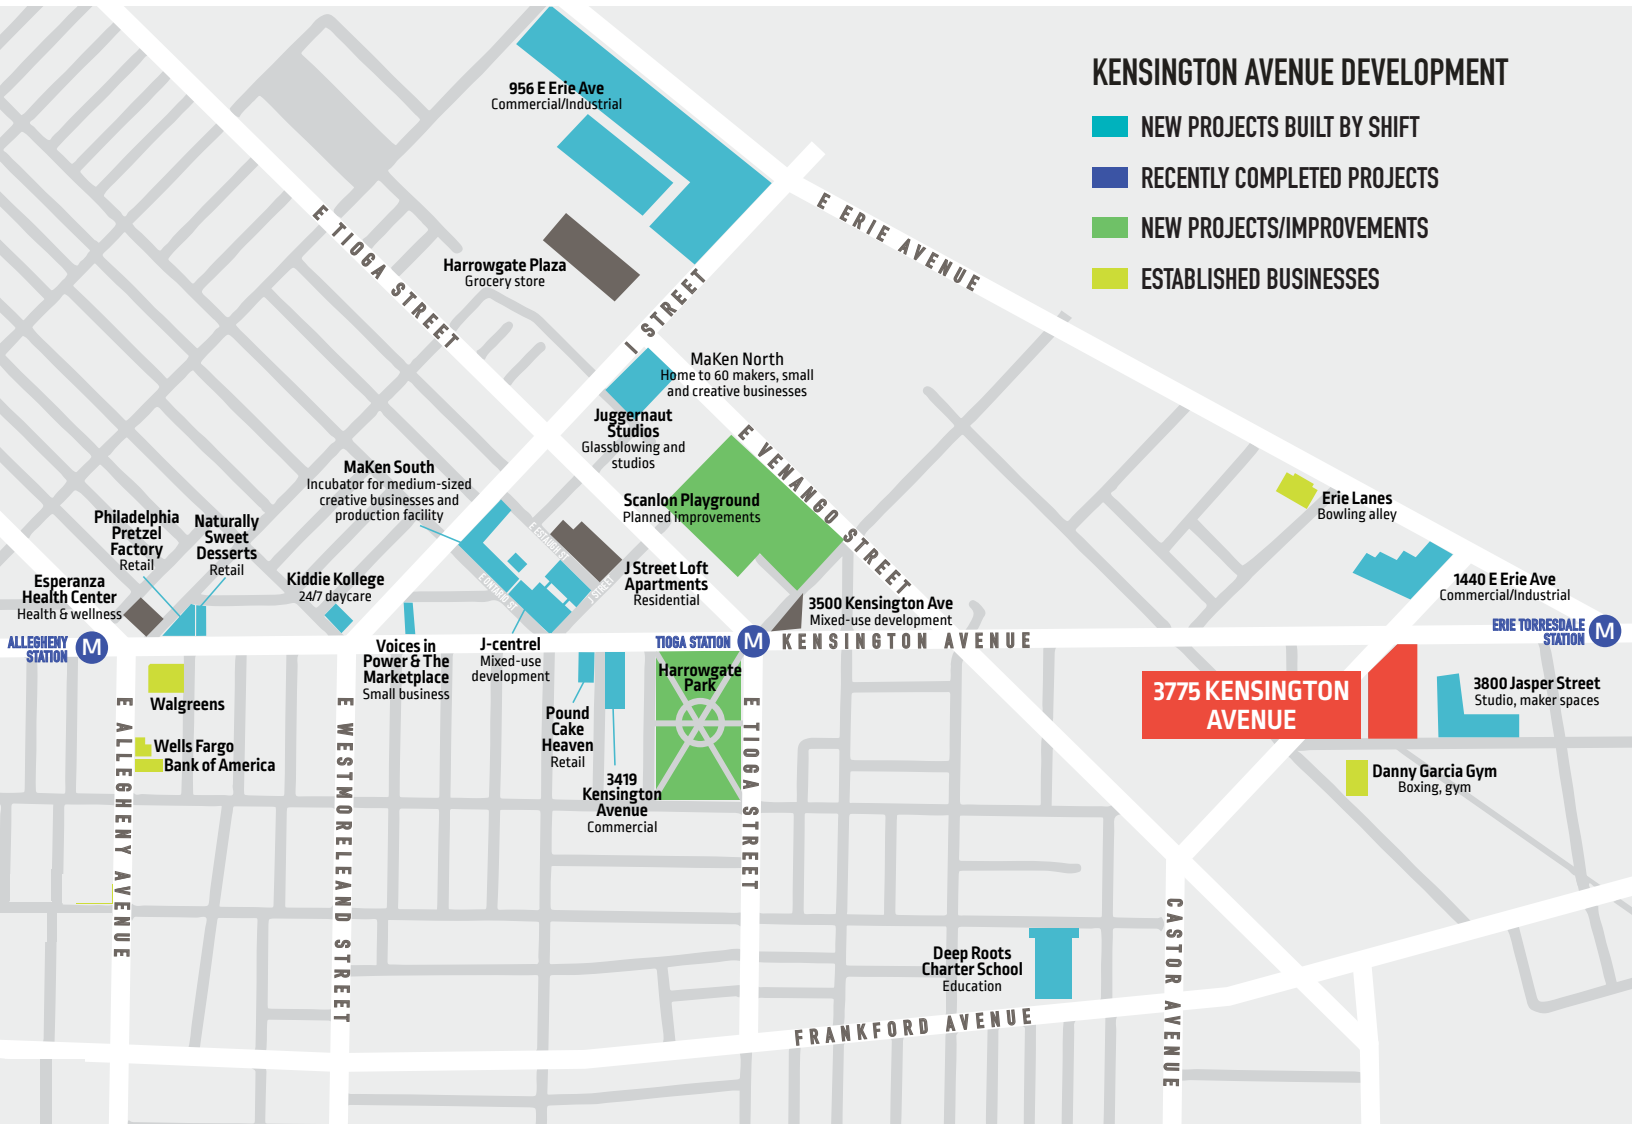 KENSINGTON AVENUE DEVELOPMENT
NEW PROJECTS BUILT BY SHIFT
RECENTLY COMPLETED PROJECTS
NEW PROJECTS/IMPROVEMENTS
ESTABLISHED BUSINESSES
956 E Erie Ave
Commercial/Industrial
E ERIE AVENUE
E TIOGA STREET
Harrowgate Plaza
Grocery store
I STREET
MaKen North
Home to 60 makers, small
and creative businesses
Juggernaut
Studios
Glassblowing and
studios
E VENANGO STREET
MaKen South
Incubator for medium-sized
creative businesses and
production facility
Scanlon Playground
Planned improvements
Erie Lanes
Bowling alley
Philadelphia
Pretzel
Factory
Retail
Naturally
Sweet
Desserts
Retail
E ESTAUGH ST
E ONTARIO ST
J STREET
Esperanza
Health Center
Health & wellness
Kiddie Kollege
24/7 daycare
J Street Loft
Apartments
Residential
3500 Kensington Ave
Mixed-use development
1440 E Erie Ave
Commercial/Industrial
ALLEGHENY
STATION
M
TIOGA STATION
M
KENSINGTON AVENUE
ERIE TORRESDALE
STATION
M
Voices in
Power & The
Marketplace
Small business
J-centrel
Mixed-use
development
Harrowgate
Park
3775 KENSINGTON
AVENUE
3800 Jasper Street
Studio, maker spaces
Walgreens
Wells Fargo
Bank of America
Pound
Cake
Heaven
Retail
3419
Kensington
Avenue
Commercial
Danny Garcia Gym
Boxing, gym
E ALLEGHENY AVENUE
E WESTMORELEAND STREET
E TIOGA STREET
CASTOR AVENUE
Deep Roots
Charter School
Education
FRANKFORD AVENUE